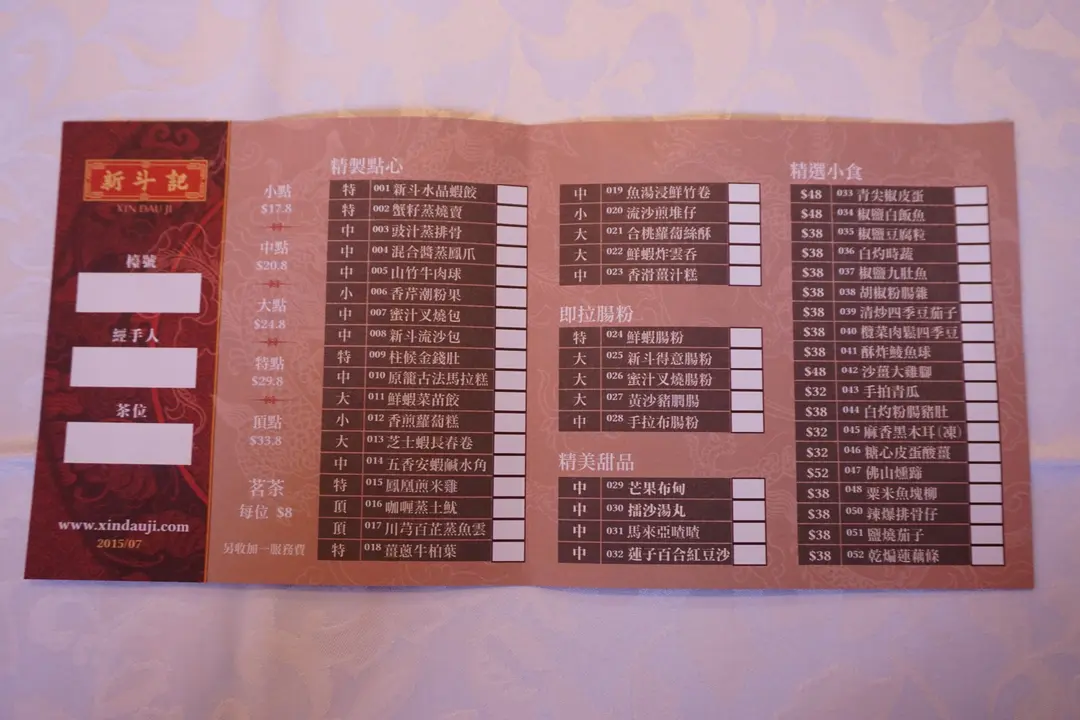 新斗記
XIN DAU JI
檯號
經手人
茶位
www.xindauji.com
2015/07
小點
$17.8
中點
$20.8
大點
$24.8
特點
$29.8
頂點
$33.8
茗茶
每位 $8
另收加一服務費
精製點心
特 001 新斗水晶蝦餃
特 002 蟹籽蒸燒賣
中 003 豉汁蒸排骨
中 004 混合醬蒸鳳爪
中 005 山竹牛肉球
小 006 香芹潮粉果
中 007 蜜汁叉燒包
中 008 新斗流沙包
特 009 柱候金錢肚
中 010 原籠古法馬拉糕
大 011 鮮蝦菜苗餃
小 012 香煎蘿蔔糕
大 013 芝士蝦長春卷
中 014 五香安蝦鹹水角
特 015 鳳凰煎米雞
頂 016 咖喱蒸土魷
頂 017 川芎百芷蒸魚雲
特 018 薑蔥牛柏葉
中 019 魚湯浸鮮竹卷
小 020 流沙煎堆仔
大 021 合桃蘿蔔絲酥
大 022 鮮蝦炸雲吞
中 023 香滑薑汁糕
即拉腸粉
特 024 鮮蝦腸粉
大 025 新斗得意腸粉
大 026 蜜汁叉燒腸粉
大 027 黃沙豬膶腸
中 028 手拉布腸粉
精美甜品
中 029 芒果布甸
中 030 擂沙湯丸
中 031 馬來亞喳喳
中 032 蓮子百合紅豆沙
精選小食
$48 033 青尖椒皮蛋
$48 034 椒鹽白飯魚
$38 035 椒鹽豆腐粒
$38 036 白灼時蔬
$38 037 椒鹽九肚魚
$38 038 胡椒粉腸雜
$38 039 清炒四季豆茄子
$38 040 欖菜肉鬆四季豆
$38 041 酥炸鯪魚球
$48 042 沙薑大雞腳
$32 043 手拍青瓜
$38 044 白灼粉腸豬肚
$32 045 麻香黑木耳(凍)
$32 046 糖心皮蛋酸薑
$52 047 佛山燻蹄
$38 048 粟米魚塊柳
$38 050 辣爆排骨仔
$38 051 鹽燒茄子
$38 052 乾煸蓮藕條